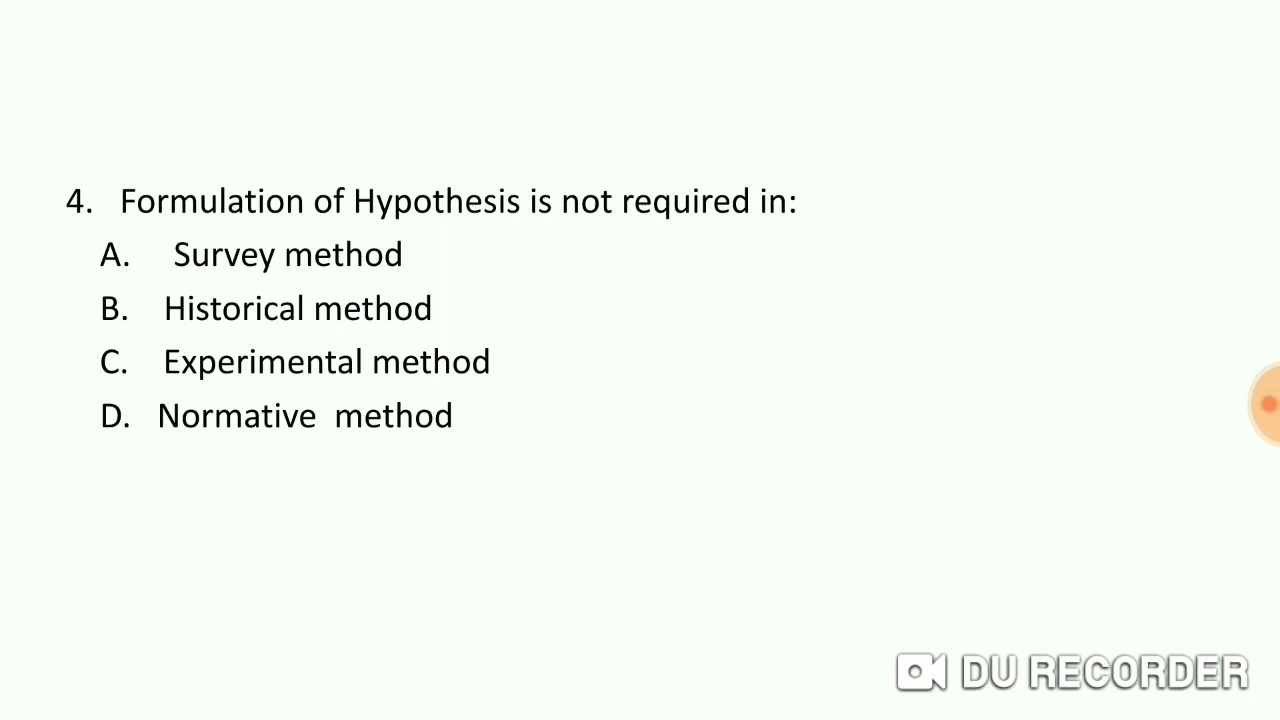 4. Formulation of Hypothesis is not required in:
A. Survey method
B. Historical method
C. Experimental method
D. Normative method
DU RECORDER